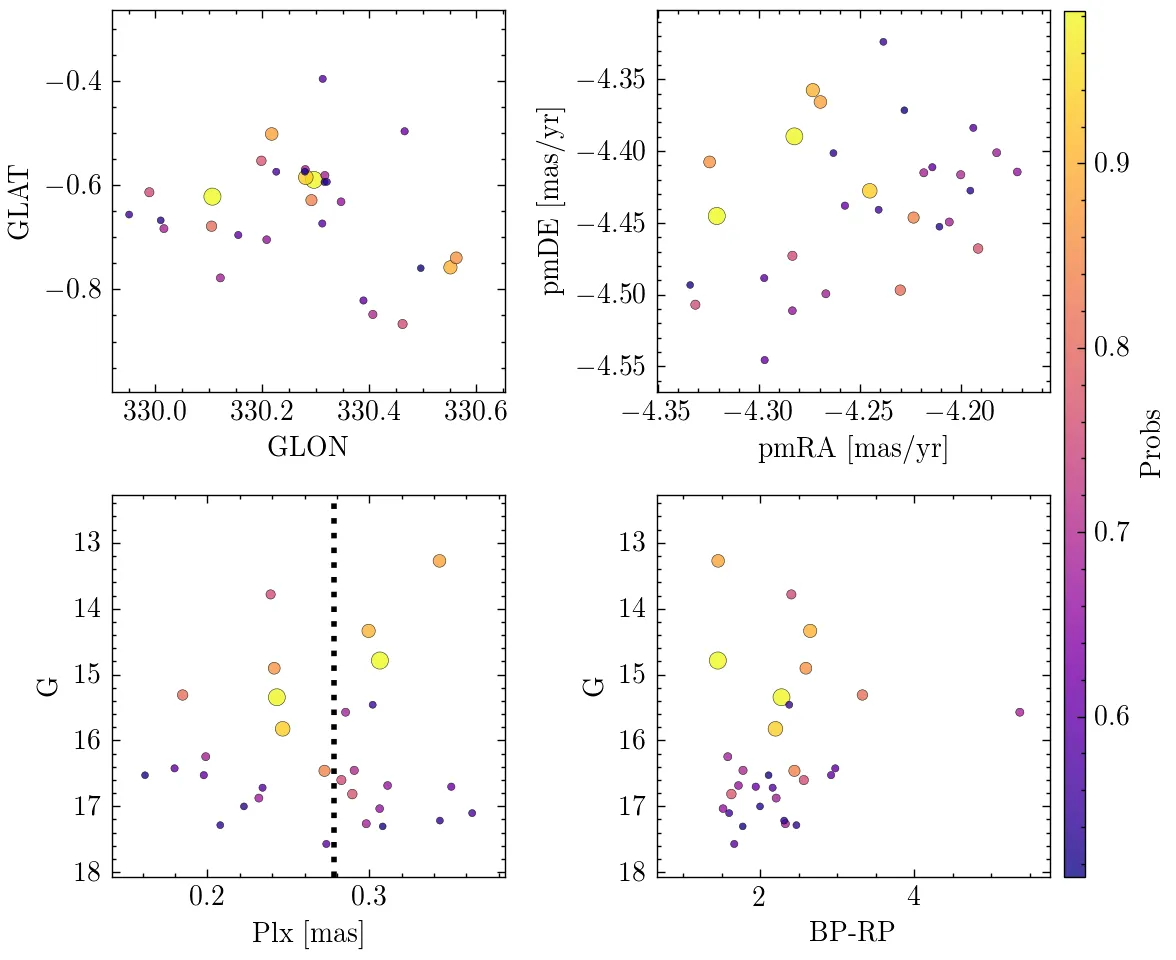 −0.4
−0.6
−0.8
GLAT
330.0 330.2 330.4 330.6
GLON
−4.35
−4.40
−4.45
−4.50
−4.55
pmDE [mas/yr]
−4.35 −4.30 −4.25 −4.20
pmRA [mas/yr]
0.9
0.8
0.7
0.6
Probs
13
14
15
16
17
18
G
0.2 0.3
Plx [mas]
13
14
15
16
17
18
G
2 4
BP-RP